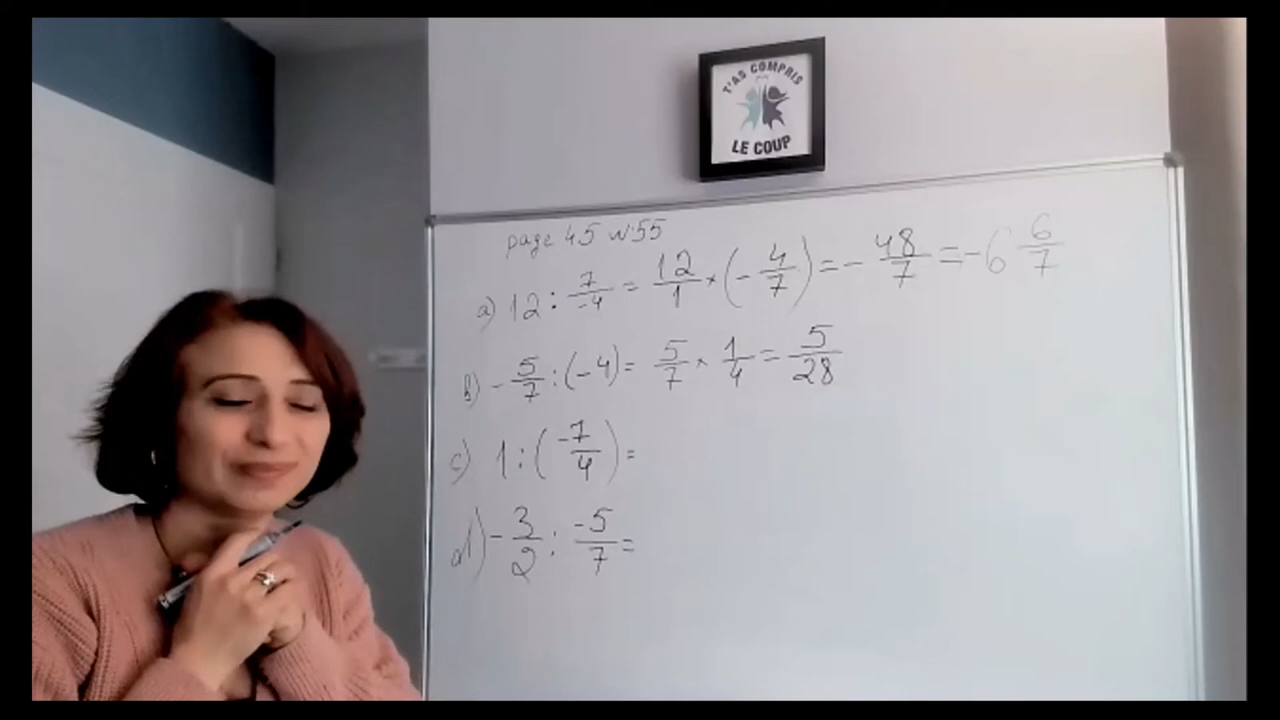 T'AS COMPRIS
LE COUP
page 45 N°55
a) 12 : 7/-4 = 12/1 × (- 4/7) = - 48/7 = - 6 6/7
b) - 5/7 : (-4) = 5/7 × 1/4 = 5/28
c) 1 : (-7/4) =
d) - 3/2 : -5/7 =